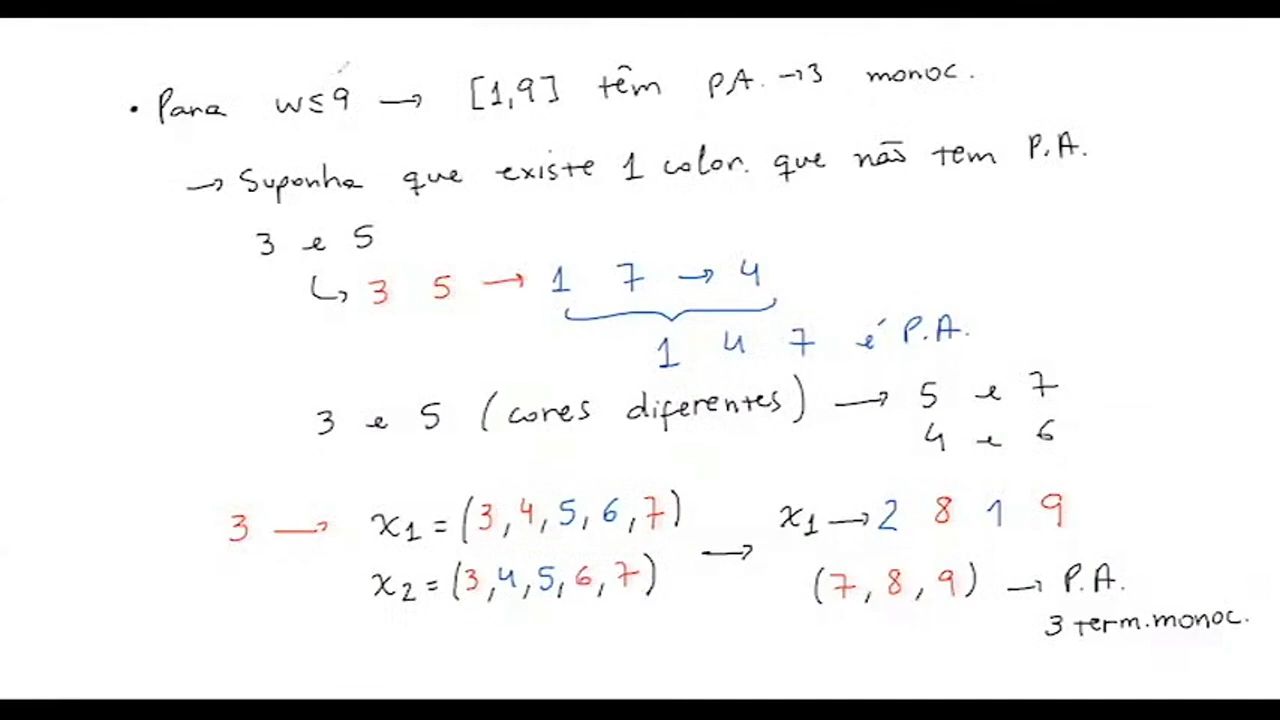 • Para w ≤ 9 → [1,9] têm P.A. → 3 monoc.
→ Suponha que existe 1 color. que não tem P.A.
3 e 5
↳ 3 5 → 1 7 → 4
1 4 7 é P.A.
3 e 5 (cores diferentes) → 5 e 7
4 e 6
3 → x₁ = (3, 4, 5, 6, 7)
x₂ = (3, 4, 5, 6, 7)
→ x₁ → 2 8 1 9
(7, 8, 9) → P.A.
3 term. monoc.